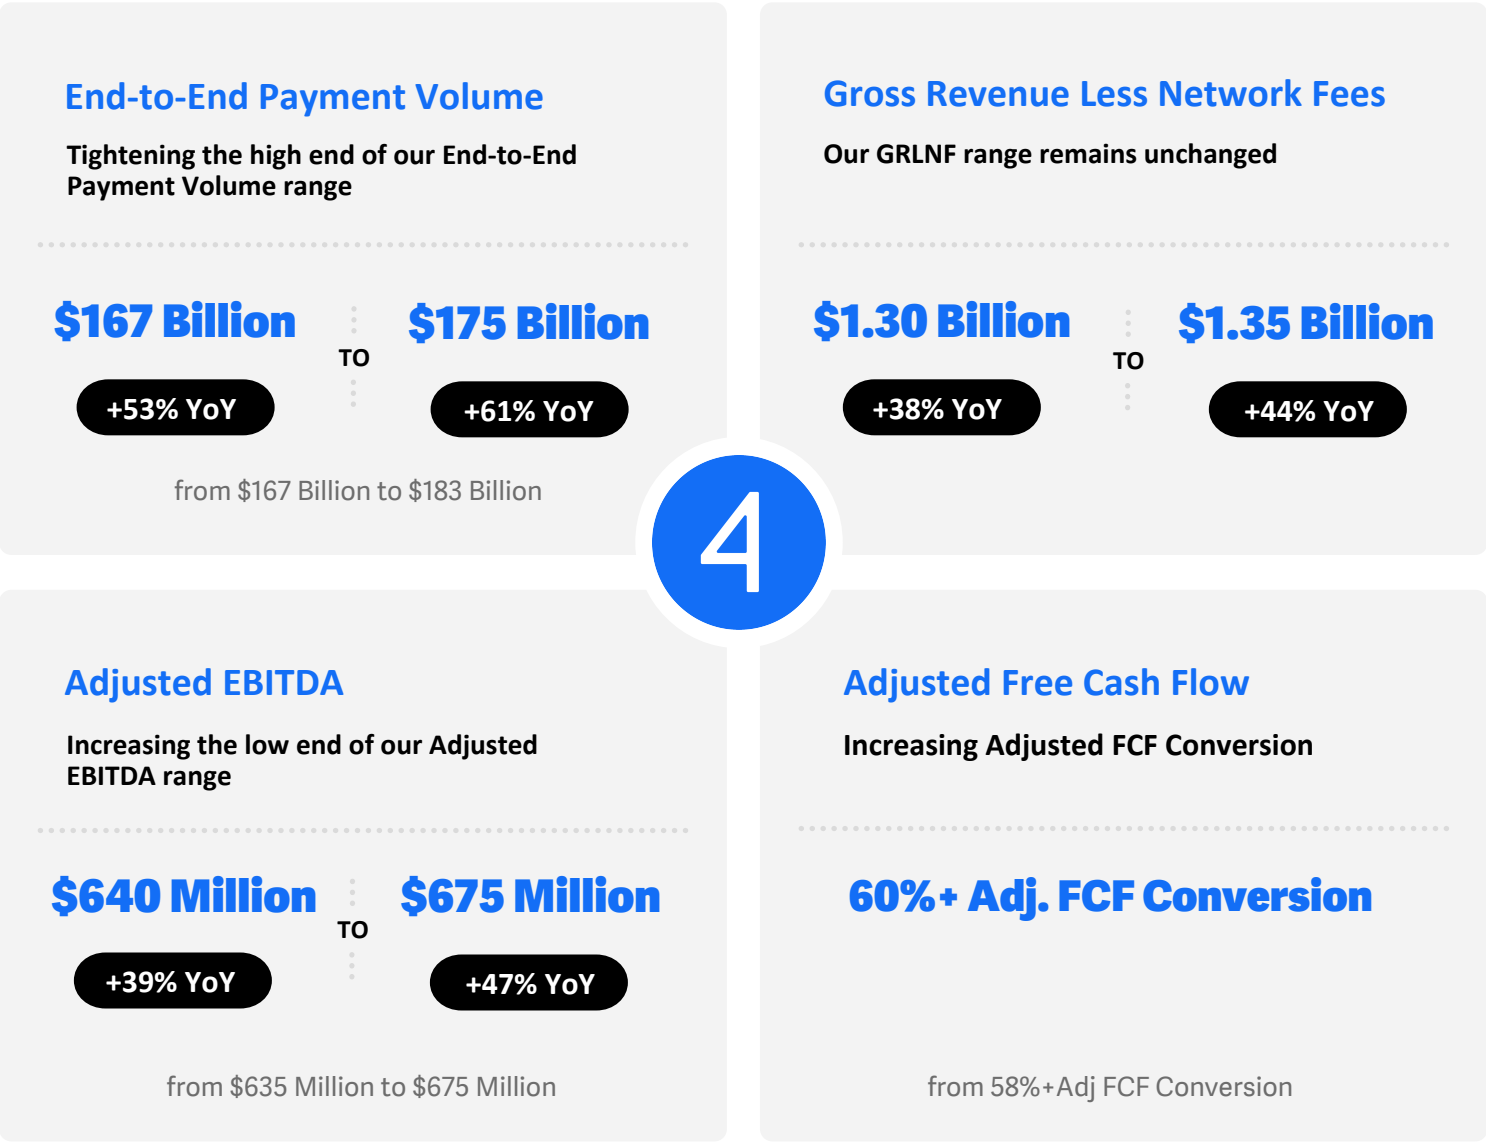 End-to-End Payment Volume
Tightening the high end of our End-to-End
Payment Volume range
$167 Billion
TO
$175 Billion
+53% YoY
+61% YoY
from $167 Billion to $183 Billion
Gross Revenue Less Network Fees
Our GRLNF range remains unchanged
$1.30 Billion
TO
$1.35 Billion
+38% YoY
+44% YoY
4
Adjusted EBITDA
Increasing the low end of our Adjusted
EBITDA range
$640 Million
TO
$675 Million
+39% YoY
+47% YoY
from $635 Million to $675 Million
Adjusted Free Cash Flow
Increasing Adjusted FCF Conversion
60%+ Adj. FCF Conversion
from 58%+Adj FCF Conversion